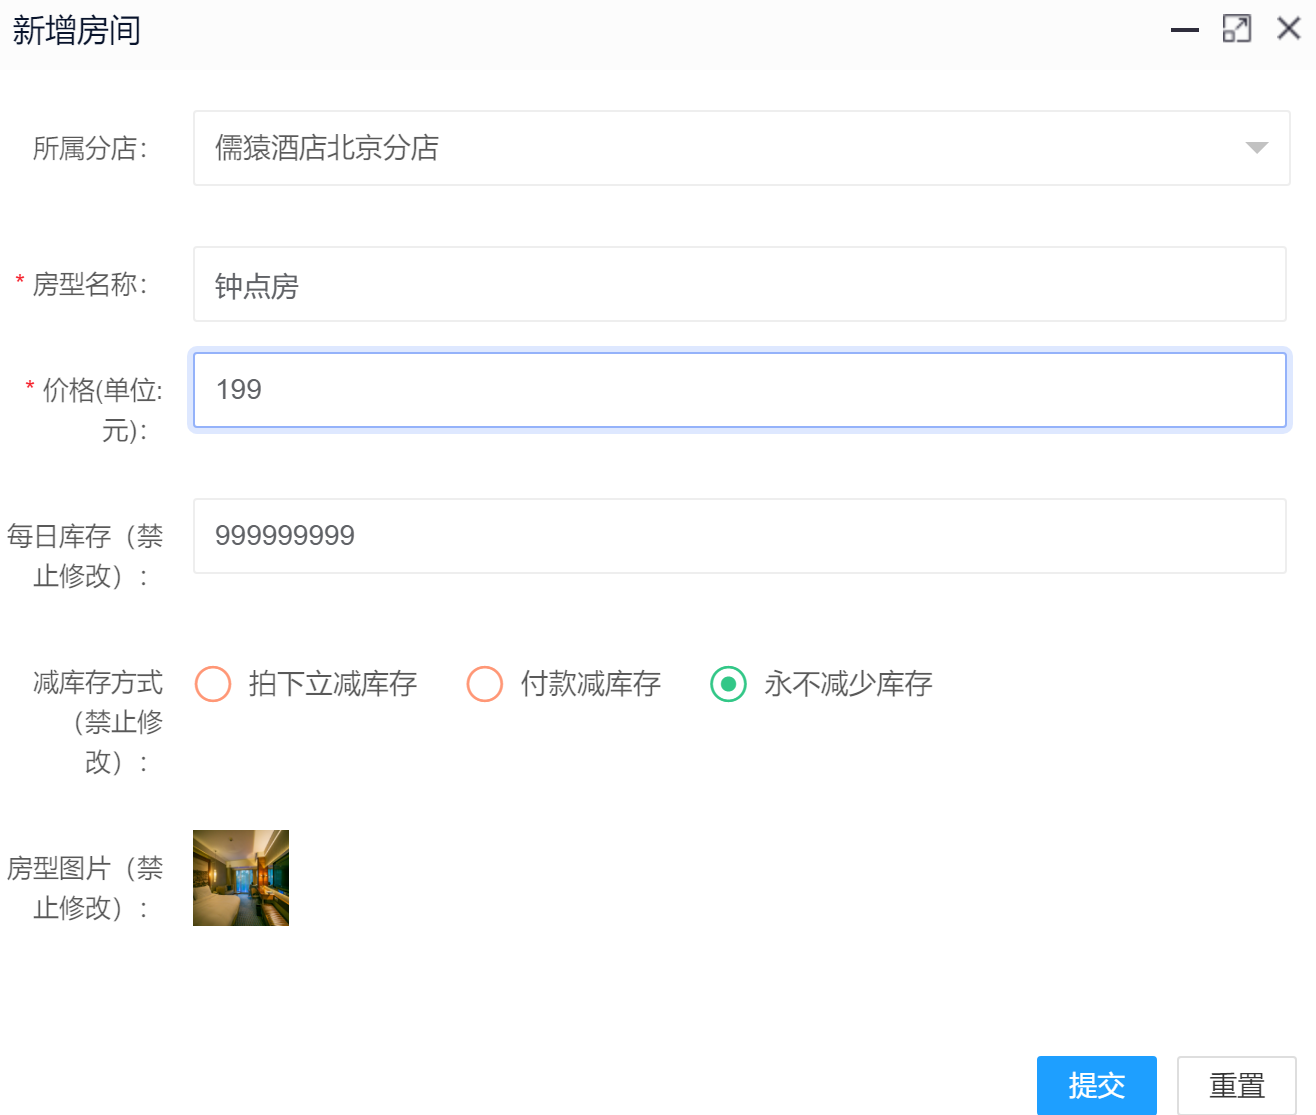 新增房间
所属分店：
儒猿酒店北京分店
* 房型名称：
钟点房
* 价格(单位:
元)：
199
每日库存（禁
止修改）：
999999999
减库存方式
（禁止修
改）：
拍下立减库存 付款减库存 永不减少库存
房型图片（禁
止修改）：
提交 重置